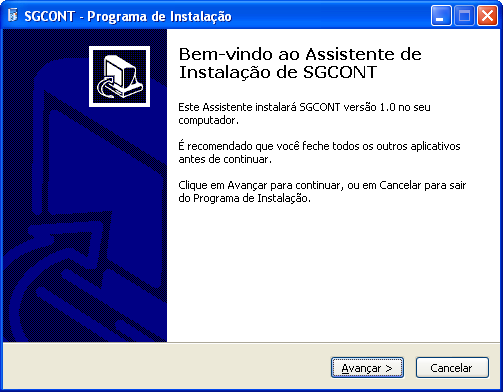 SGCONT - Programa de Instalação
Bem-vindo ao Assistente de
Instalação de SGCONT
Este Assistente instalará SGCONT versão 1.0 no seu
computador.
É recomendado que você feche todos os outros aplicativos
antes de continuar.
Clique em Avançar para continuar, ou em Cancelar para sair
do Programa de Instalação.
Avançar >
Cancelar